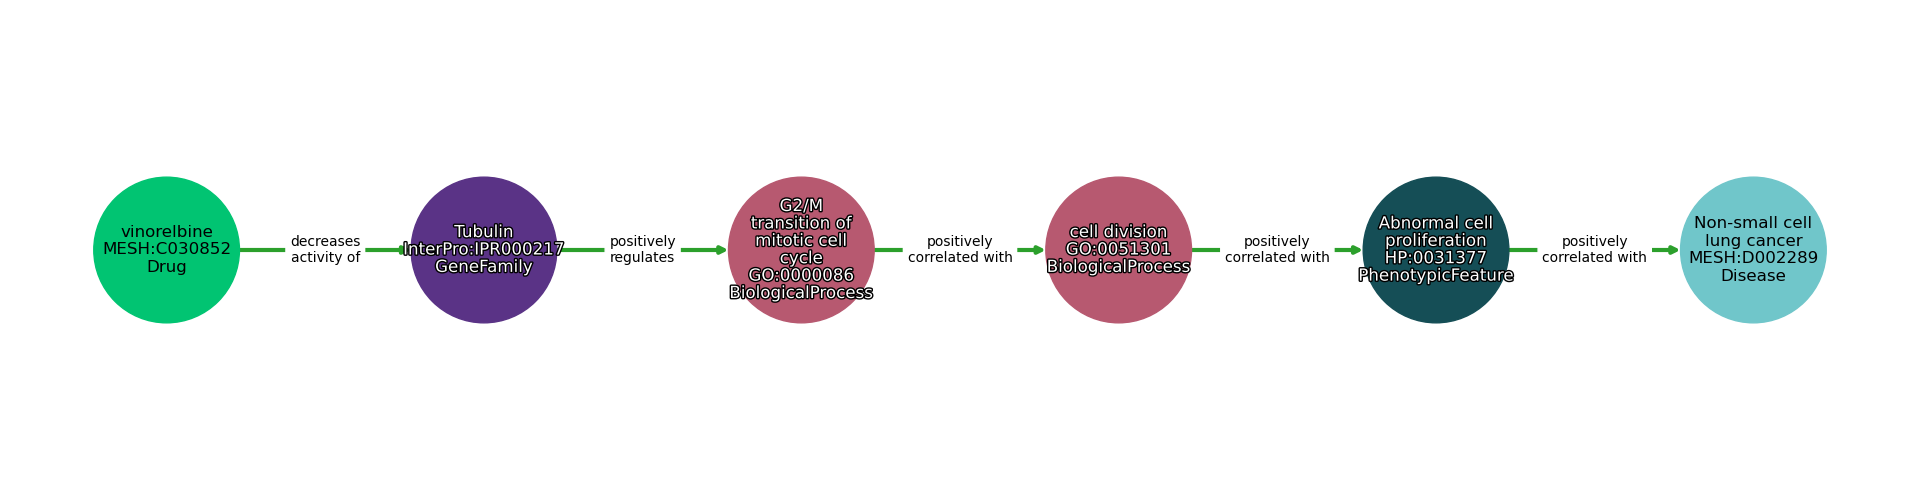 vinorelbine
MESH:C030852
Drug
decreases
activity of
Tubulin
InterPro:IPR000217
GeneFamily
positively
regulates
G2/M
transition of
mitotic cell
cycle
GO:0000086
BiologicalProcess
positively
correlated with
cell division
GO:0051301
BiologicalProcess
positively
correlated with
Abnormal cell
proliferation
HP:0031377
PhenotypicFeature
positively
correlated with
Non-small cell
lung cancer
MESH:D002289
Disease